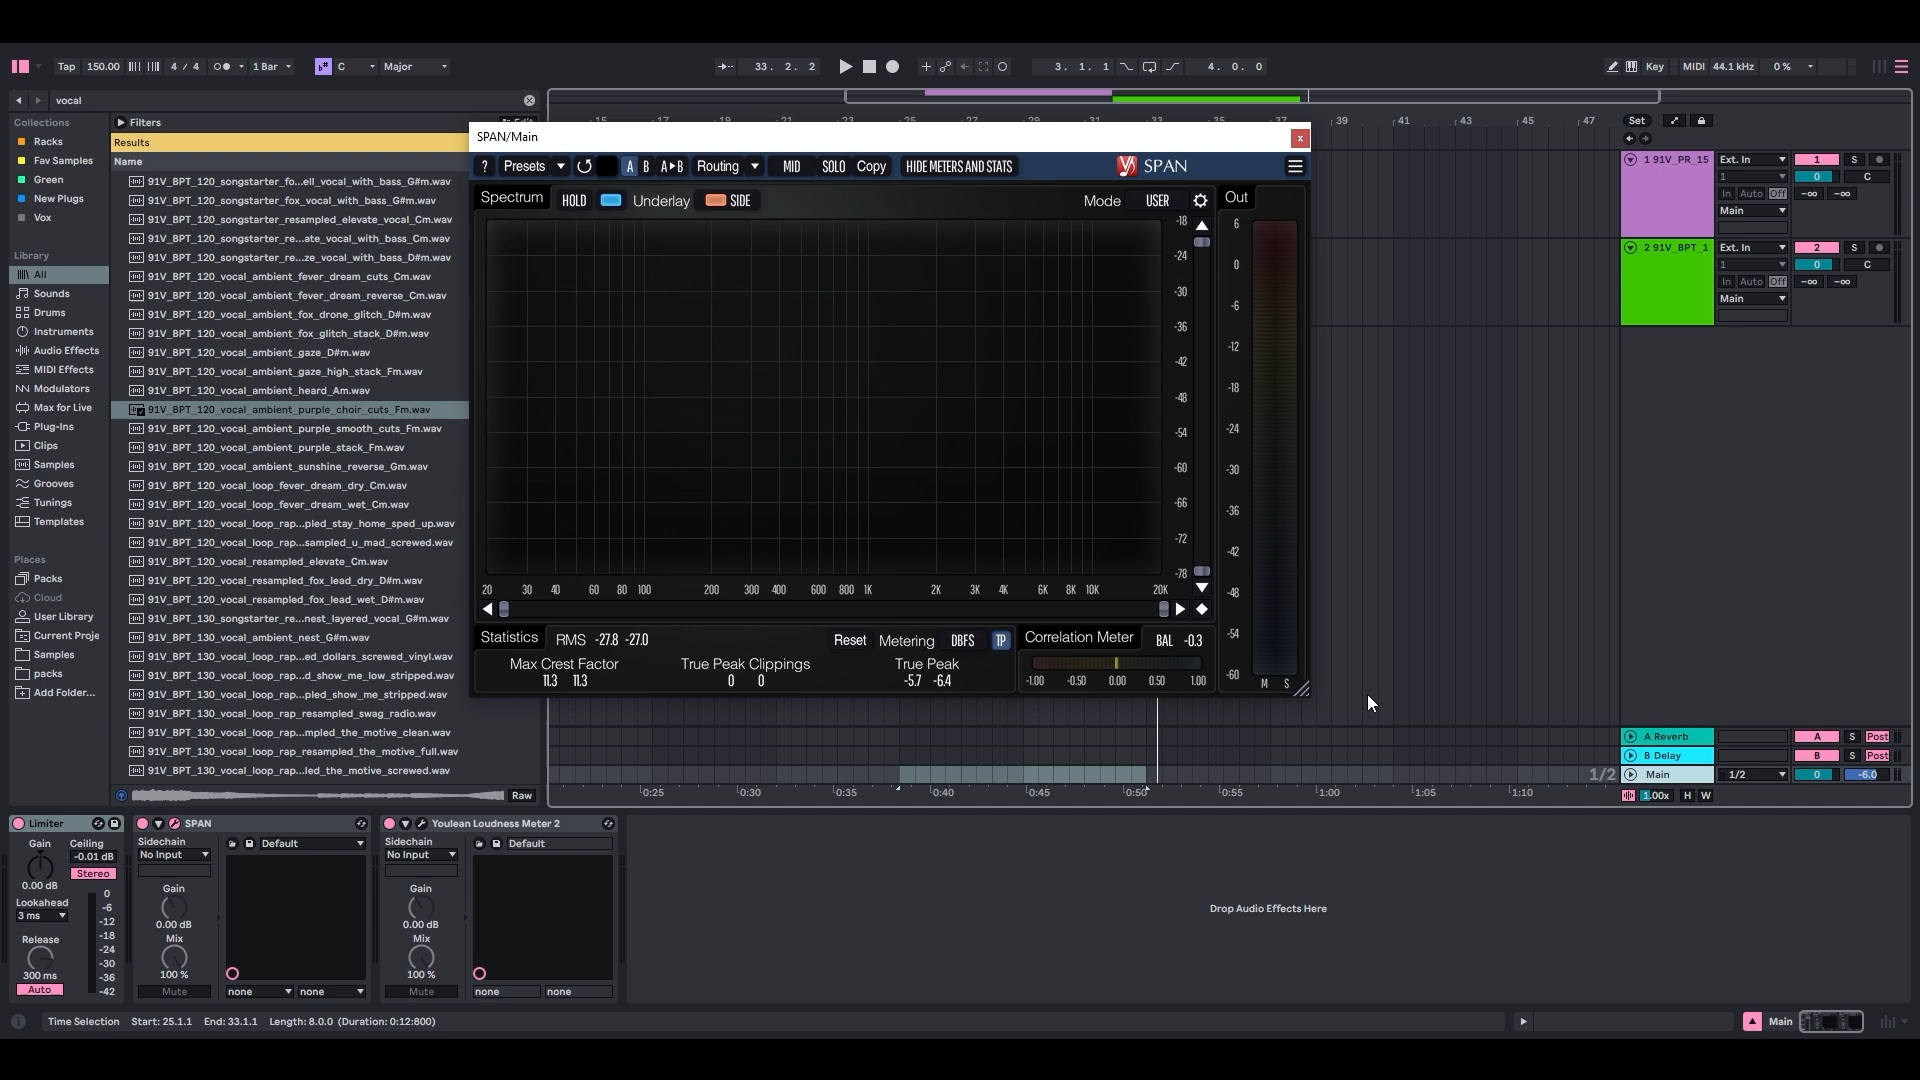 Tap 150.00 4 / 4 1 Bar C Major 33. 2. 2 3. 1. 1 4. 0. 0 Key MIDI 44.1 kHz 0 %
vocal
Collections
Racks
Fav Samples
Green
New Plugs
Vox
Library
All
Sounds
Drums
Instruments
Audio Effects
MIDI Effects
Modulators
Max for Live
Plug-Ins
Clips
Samples
Grooves
Tunings
Templates
Places
Packs
Cloud
User Library
Current Proje
Samples
packs
Add Folder...
Filters
Results
Name
91V_BPT_120_songstarter_fo...ell_vocal_with_bass_G#m.wav
91V_BPT_120_songstarter_fox_vocal_with_bass_G#m.wav
91V_BPT_120_songstarter_resampled_elevate_vocal_Cm.wav
91V_BPT_120_songstarter_re...ate_vocal_with_bass_Cm.wav
91V_BPT_120_songstarter_re...ze_vocal_with_bass_D#m.wav
91V_BPT_120_vocal_ambient_fever_dream_cuts_Cm.wav
91V_BPT_120_vocal_ambient_fever_dream_reverse_Cm.wav
91V_BPT_120_vocal_ambient_fox_drone_glitch_D#m.wav
91V_BPT_120_vocal_ambient_fox_glitch_stack_D#m.wav
91V_BPT_120_vocal_ambient_gaze_D#m.wav
91V_BPT_120_vocal_ambient_gaze_high_stack_Fm.wav
91V_BPT_120_vocal_ambient_heard_Am.wav
91V_BPT_120_vocal_ambient_purple_choir_cuts_Fm.wav
91V_BPT_120_vocal_ambient_purple_smooth_cuts_Fm.wav
91V_BPT_120_vocal_ambient_purple_stack_Fm.wav
91V_BPT_120_vocal_ambient_sunshine_reverse_Gm.wav
91V_BPT_120_vocal_loop_fever_dream_dry_Cm.wav
91V_BPT_120_vocal_loop_fever_dream_wet_Cm.wav
91V_BPT_120_vocal_loop_rap...pled_stay_home_sped_up.wav
91V_BPT_120_vocal_loop_rap...sampled_u_mad_screwed.wav
91V_BPT_120_vocal_resampled_elevate_Cm.wav
91V_BPT_120_vocal_resampled_fox_lead_dry_D#m.wav
91V_BPT_120_vocal_resampled_fox_lead_wet_D#m.wav
91V_BPT_130_songstarter_re...nest_layered_vocal_G#m.wav
91V_BPT_130_vocal_ambient_nest_G#m.wav
91V_BPT_130_vocal_loop_rap...ed_dollars_screwed_vinyl.wav
91V_BPT_130_vocal_loop_rap...d_show_me_low_stripped.wav
91V_BPT_130_vocal_loop_rap...pled_show_me_stripped.wav
91V_BPT_130_vocal_loop_rap_resampled_swag_radio.wav
91V_BPT_130_vocal_loop_rap...mpled_the_motive_clean.wav
91V_BPT_130_vocal_loop_rap_resampled_the_motive_full.wav
91V_BPT_130_vocal_loop_rap...led_the_motive_screwed.wav
Raw
39 41 43 45 47 Set
SPAN/Main x
? Presets A B A▸B Routing MID SOLO Copy HIDE METERS AND STATS SPAN
Spectrum HOLD Underlay SIDE Mode USER Out
-18
-24
-30
-36
-42
-48
-54
-60
-66
-72
-78
6
0
-6
-12
-18
-24
-30
-36
-42
-48
-54
-60
M S
20 30 40 60 80 100 200 300 400 600 800 1K 2K 3K 4K 6K 8K 10K 20K
Statistics RMS -27.8 -27.0 Reset Metering DBFS TP Correlation Meter BAL -0.3
Max Crest Factor True Peak Clippings True Peak
11.3 11.3 0 0 -5.7 -6.4
-1.00 -0.50 0.00 0.50 1.00
1 91V_PR_15 Ext. In 1 S
1 0 C
In Auto Off -∞ -∞
Main
2 91V_BPT_1 Ext. In 2 S
1 0 C
In Auto Off -∞ -∞
Main
A Reverb A S Post
B Delay B S Post
1/2 Main 1/2 0 -6.0
0:25 0:30 0:35 0:40 0:45 0:50 0:55 1:00 1:05 1:10 1.00x H W
Limiter
Gain
0.00 dB
Lookahead
3 ms
Release
300 ms
Auto
Ceiling
-0.01 dB
Stereo
0
-6
-12
-18
-24
-30
-36
-42
SPAN
Sidechain
No Input
Gain
0.00 dB
Mix
100 %
Mute
Default
none none
Youlean Loudness Meter 2
Sidechain
No Input
Gain
0.00 dB
Mix
100 %
Mute
Default
none none
Drop Audio Effects Here
Time Selection Start: 25.1.1 End: 33.1.1 Length: 8.0.0 (Duration: 0:12:800) Main